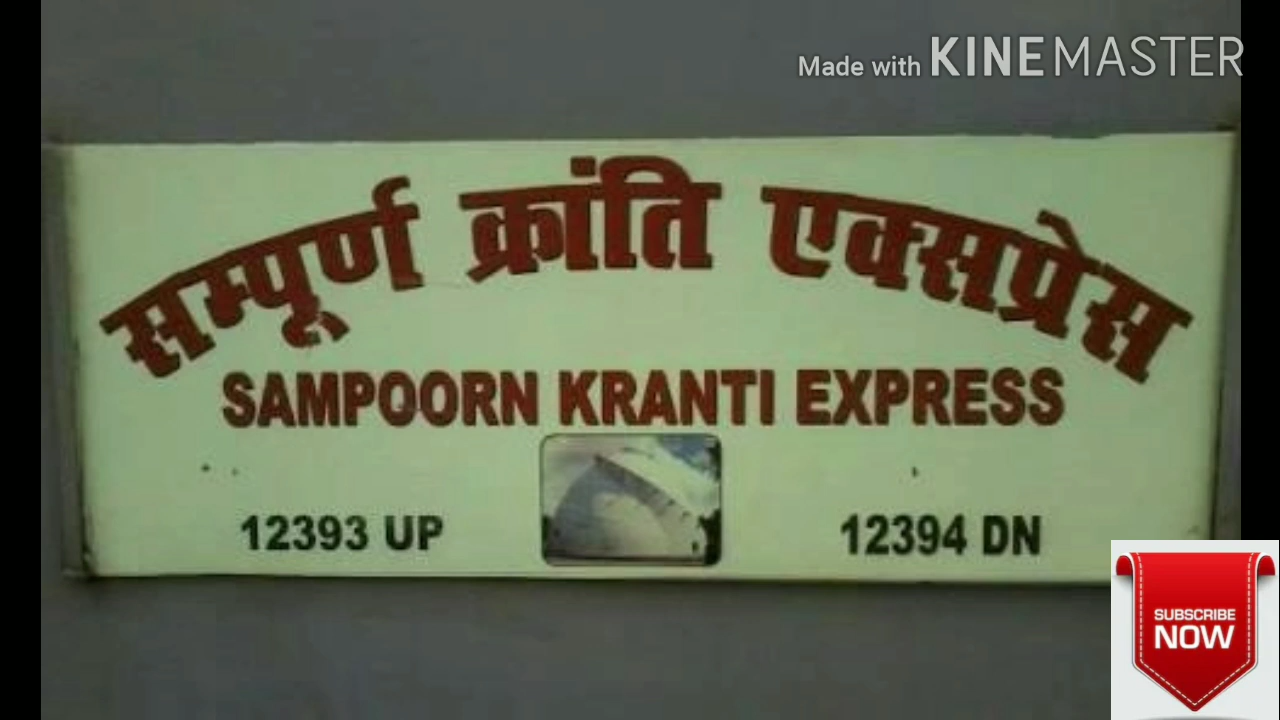 Made with KINEMASTER
सम्पूर्ण क्रांति एक्सप्रेस
SAMPOORN KRANTI EXPRESS
12393 UP 12394 DN
SUBSCRIBE
NOW